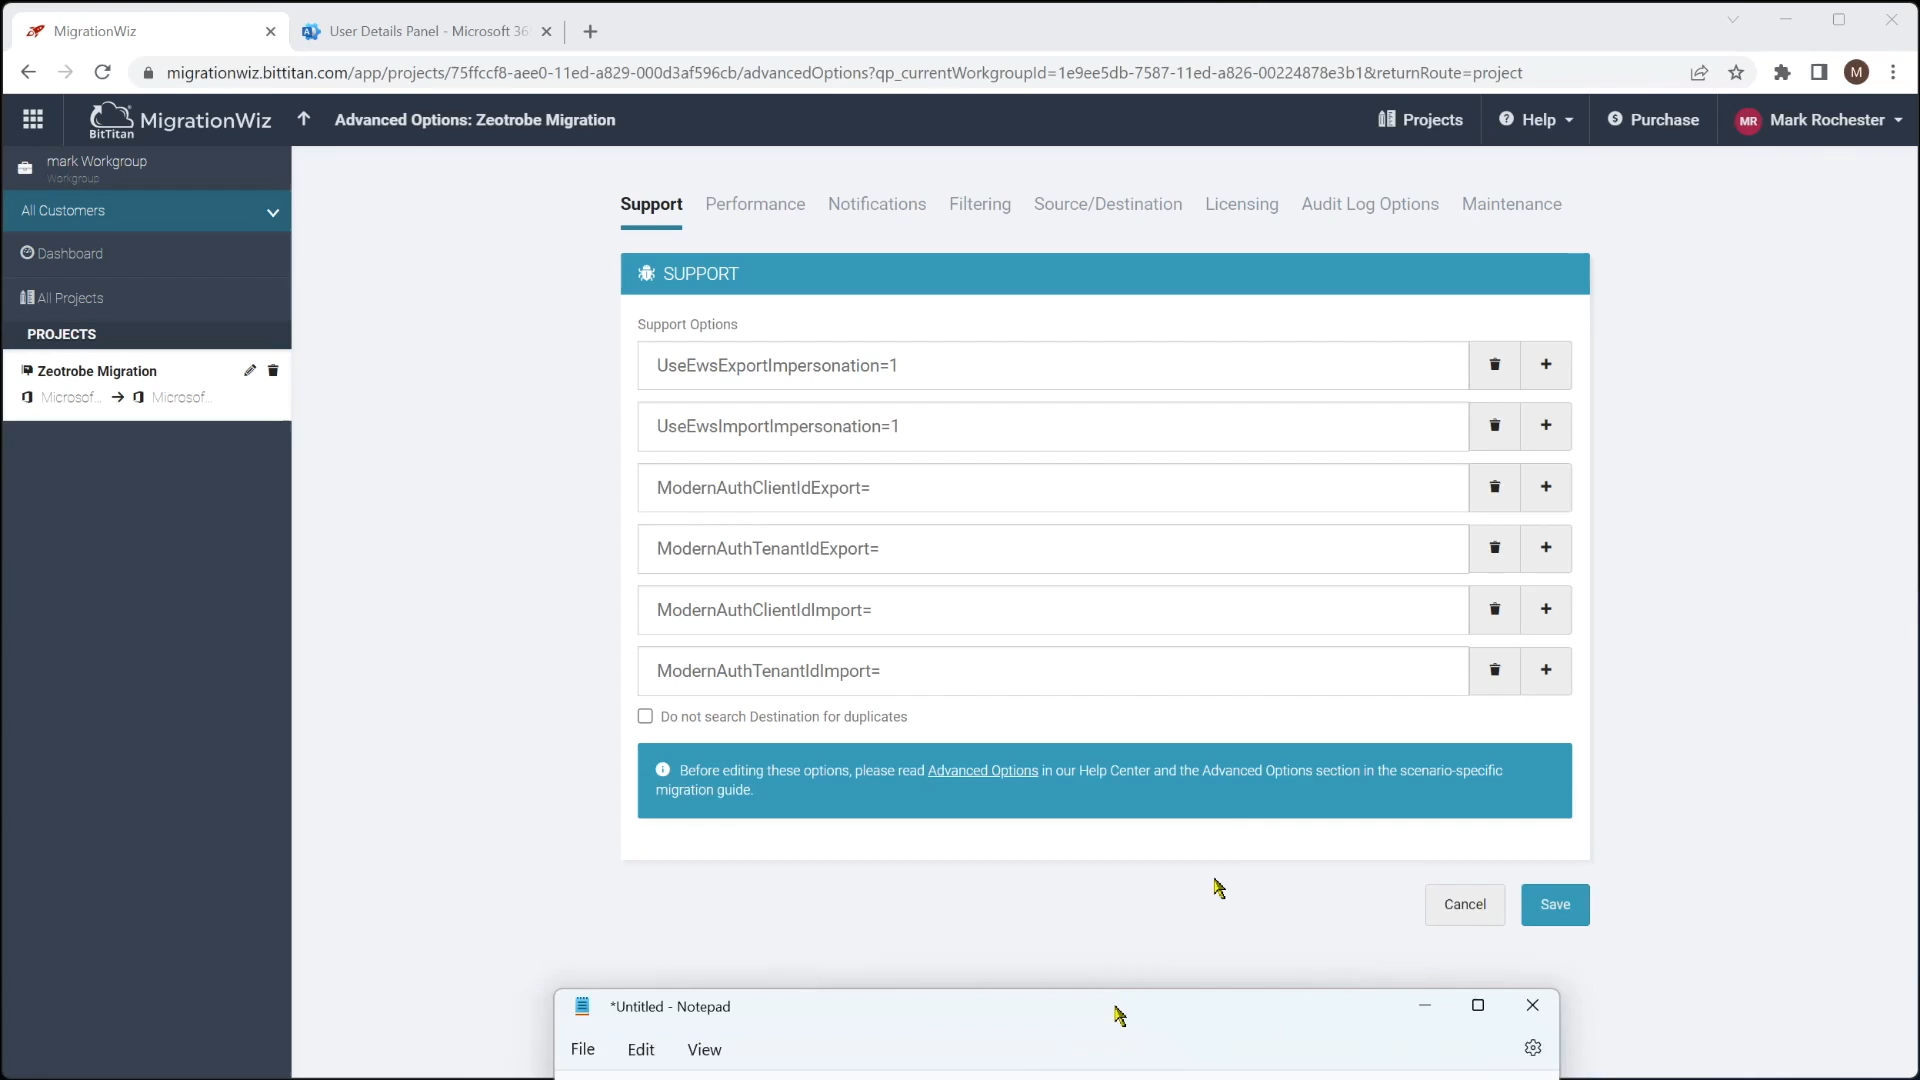 MigrationWiz
User Details Panel - Microsoft 36
migrationwiz.bittitan.com/app/projects/75ffccf8-aee0-11ed-a829-000d3af596cb/advancedOptions?qp_currentWorkgroupId=1e9ee5db-7587-11ed-a826-00224878e3b1&returnRoute=project
M
BitTitan MigrationWiz
Advanced Options: Zeotrobe Migration
Projects
Help
Purchase
MR
Mark Rochester
mark Workgroup
Workgroup
All Customers
Dashboard
All Projects
PROJECTS
Zeotrobe Migration
Microsof... Microsof...
Support Performance Notifications Filtering Source/Destination Licensing Audit Log Options Maintenance
SUPPORT
Support Options
UseEwsExportImpersonation=1
UseEwsImportImpersonation=1
ModernAuthClientIdExport=
ModernAuthTenantIdExport=
ModernAuthClientIdImport=
ModernAuthTenantIdImport=
Do not search Destination for duplicates
Before editing these options, please read Advanced Options in our Help Center and the Advanced Options section in the scenario-specific
migration guide.
Cancel
Save
*Untitled - Notepad
File Edit View